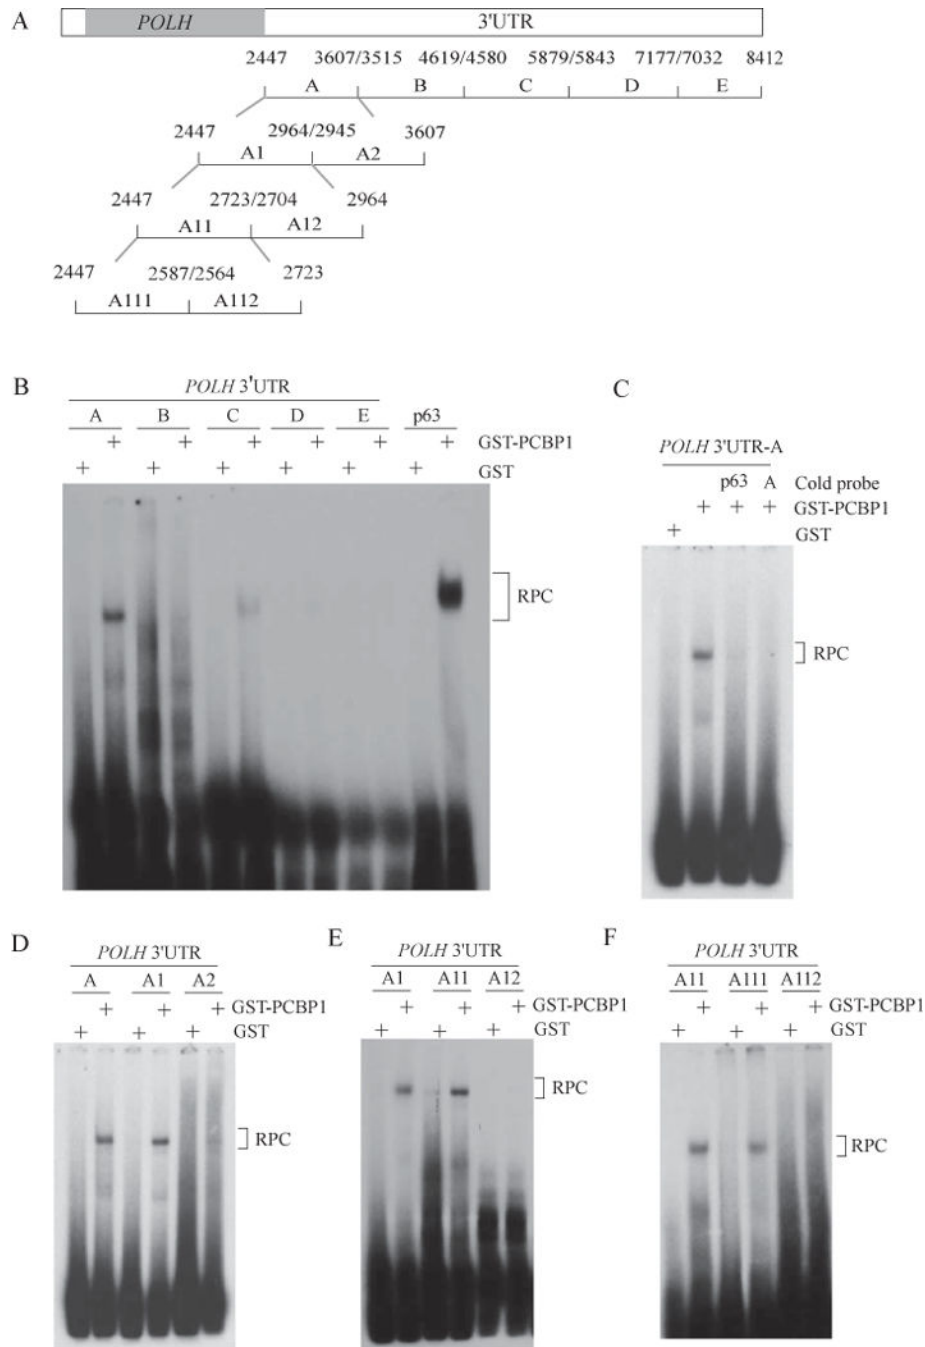 A
POLH 3'UTR
2447 3607/3515 4619/4580 5879/5843 7177/7032 8412
A B C D E
2447 2964/2945 3607
A1 A2
2447 2723/2704 2964
A11 A12
2447 2587/2564 2723
A111 A112
B
POLH 3'UTR
A B C D E p63
+ + + + + + GST-PCBP1
+ + + + + + GST
RPC
C
POLH 3'UTR-A
p63 A Cold probe
+ + + GST-PCBP1
+ GST
RPC
D
POLH 3'UTR
A A1 A2
+ + + GST-PCBP1
+ + + GST
RPC
E
POLH 3'UTR
A1 A11 A12
+ + + GST-PCBP1
+ + + GST
RPC
F
POLH 3'UTR
A11 A111 A112
+ + + GST-PCBP1
+ + + GST
RPC